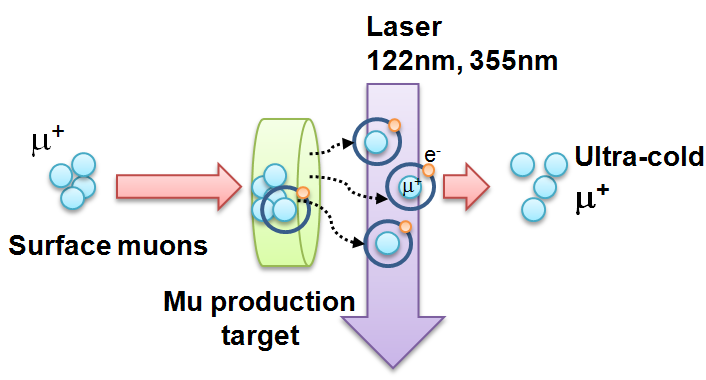 Laser
122nm, 355nm
μ⁺
e⁻
μ⁺
Ultra-cold
μ⁺
Surface muons
Mu production
target